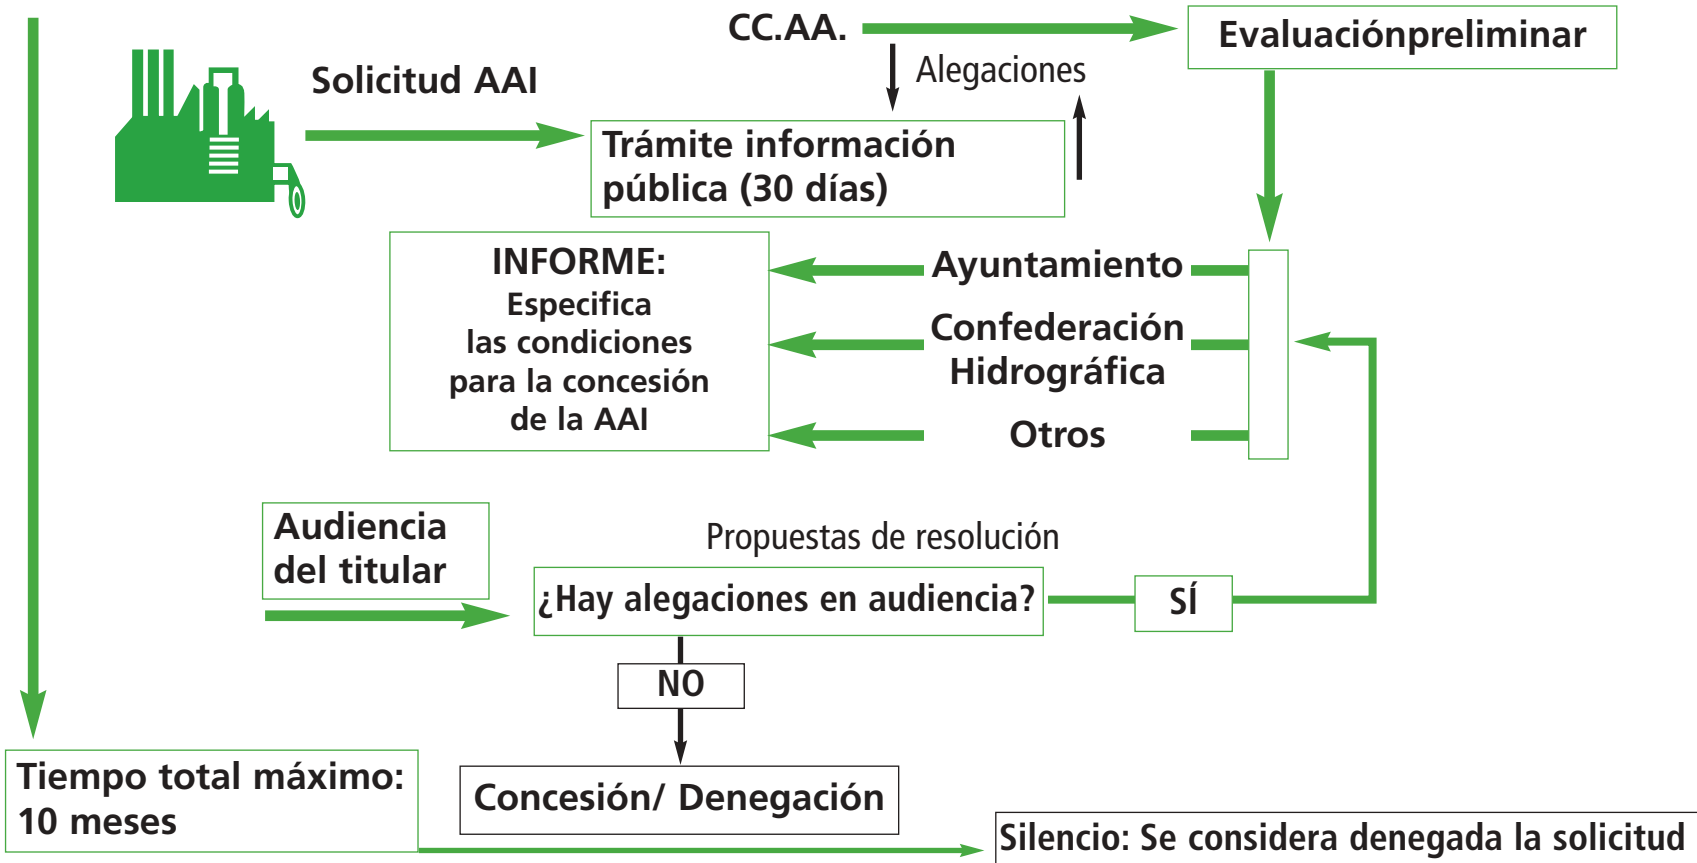 CC.AA.
Evaluaciónpreliminar
Solicitud AAI
Alegaciones
Trámite información
pública (30 días)
INFORME:
Especifica
las condiciones
para la concesión
de la AAI
Ayuntamiento
Confederación
Hidrográfica
Otros
Audiencia
del titular
Propuestas de resolución
¿Hay alegaciones en audiencia?
SÍ
NO
Tiempo total máximo:
10 meses
Concesión/ Denegación
Silencio: Se considera denegada la solicitud